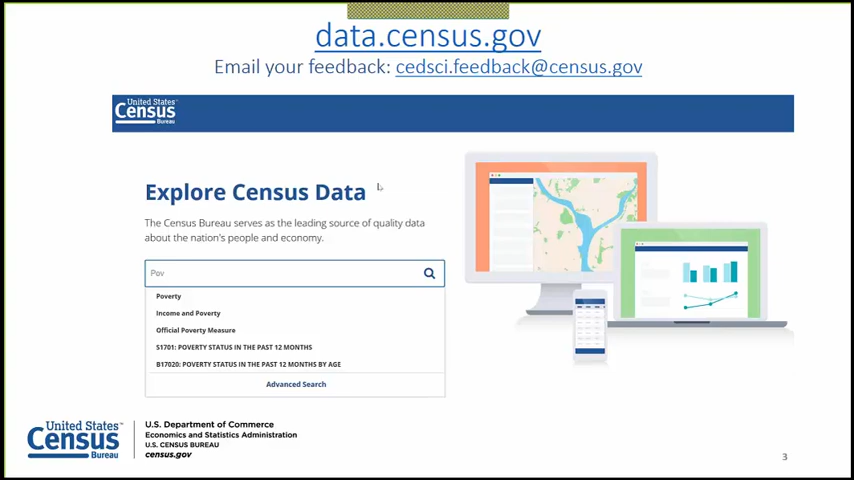 data.census.gov
Email your feedback: cedsci.feedback@census.gov
United States
Census
Bureau
Explore Census Data
The Census Bureau serves as the leading source of quality data
about the nation's people and economy.
Pov
Poverty
Income and Poverty
Official Poverty Measure
S1701: POVERTY STATUS IN THE PAST 12 MONTHS
B17020: POVERTY STATUS IN THE PAST 12 MONTHS BY AGE
Advanced Search
United States
Census
Bureau
U.S. Department of Commerce
Economics and Statistics Administration
U.S. CENSUS BUREAU
census.gov
3